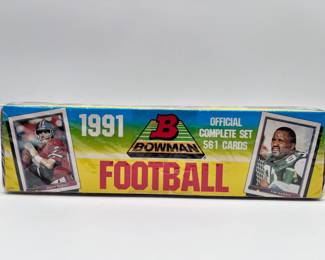 1991
B
BOWMAN
OFFICIAL
COMPLETE SET
561 CARDS
FOOTBALL